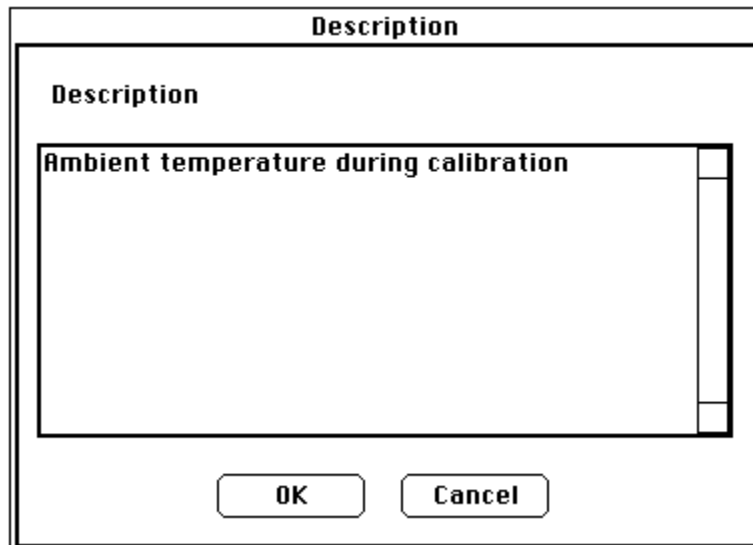 Description
Description
Ambient temperature during calibration
OK
Cancel